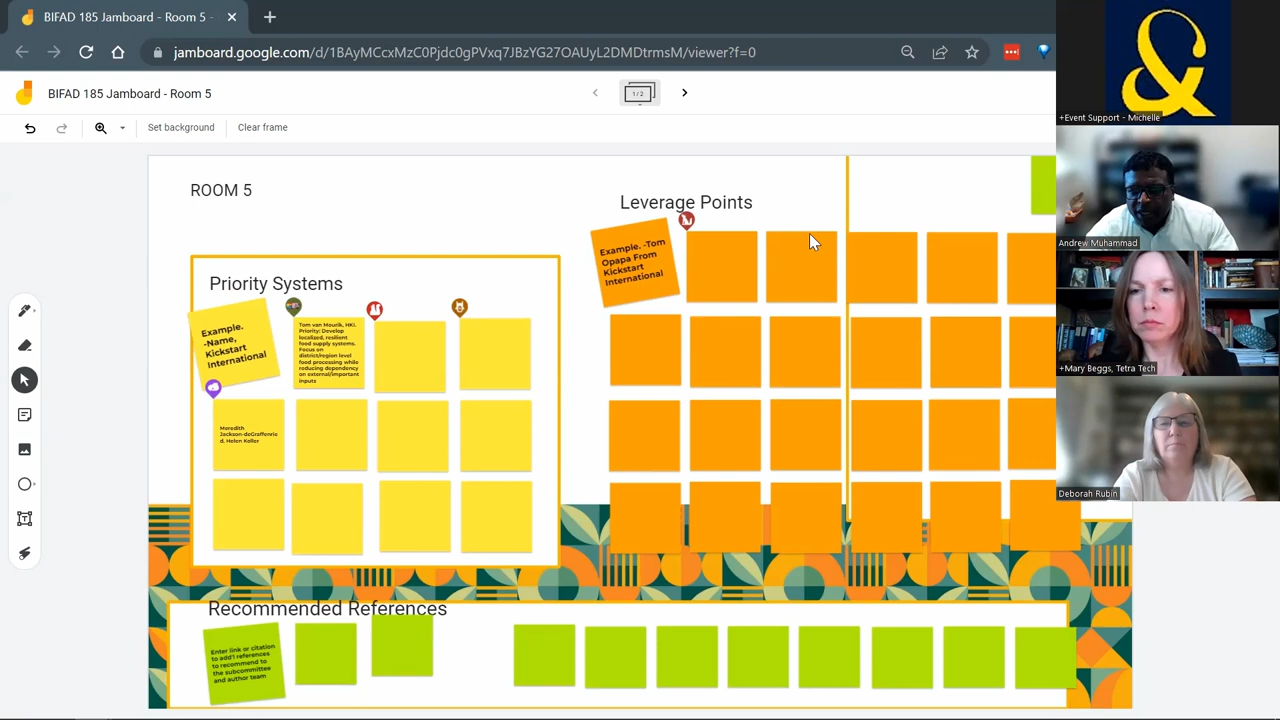 BIFAD 185 Jamboard - Room 5 -
jamboard.google.com/d/1BAyMCcxMzC0Pjdc0gPVxq7JBzYG27OAUyL2DMDtrmsM/viewer?f=0
BIFAD 185 Jamboard - Room 5
1/2
Set background
Clear frame
ROOM 5
Priority Systems
Example.
-Name,
Kickstart
International
Tom van Mourik, HKI.
Priority: Develop
localized, resilient
food supply systems.
Focus on
district/region level
food processing while
reducing dependency
on external/important
inputs
Meredith
Jackson-deGraffenrie
d. Helen Keller
Leverage Points
Example. -Tom
Opapa From
Kickstart
International
Recommended References
Enter link or citation
to add'l references
to recommend to
the subcommittee
and author team
&
+Event Support - Michelle
Andrew Muhammad
+Mary Beggs, Tetra Tech
Deborah Rubin